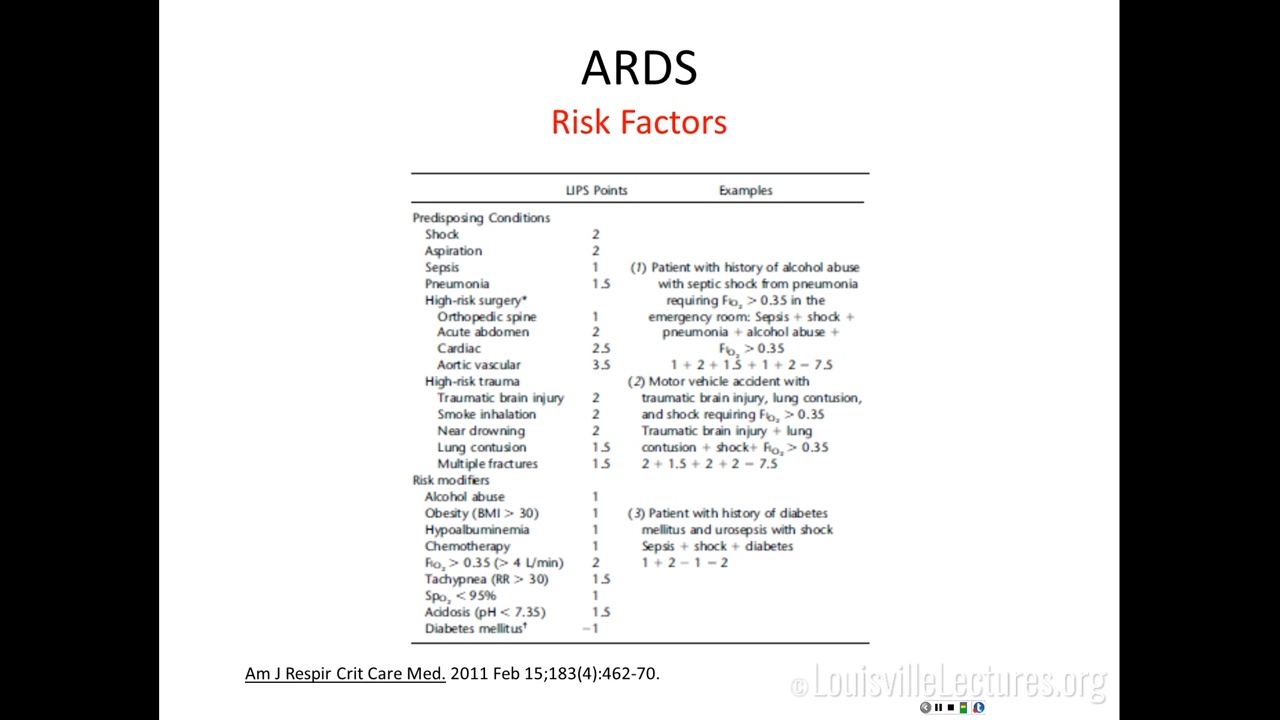 ARDS
Risk Factors
LIPS Points Examples
Predisposing Conditions
Shock 2
Aspiration 2
Sepsis 1 (1) Patient with history of alcohol abuse
Pneumonia 1.5 with septic shock from pneumonia
High-risk surgery* requiring FIO2 > 0.35 in the
Orthopedic spine 1 emergency room: Sepsis + shock +
Acute abdomen 2 pneumonia + alcohol abuse +
Cardiac 2.5 FIO2 > 0.35
Aortic vascular 3.5 1 + 2 + 1.5 + 1 + 2 − 7.5
High-risk trauma (2) Motor vehicle accident with
Traumatic brain injury 2 traumatic brain injury, lung contusion,
Smoke inhalation 2 and shock requiring FIO2 > 0.35
Near drowning 2 Traumatic brain injury + lung
Lung contusion 1.5 contusion + shock+ FIO2 > 0.35
Multiple fractures 1.5 2 + 1.5 + 2 + 2 − 7.5
Risk modifiers
Alcohol abuse 1
Obesity (BMI > 30) 1 (3) Patient with history of diabetes
Hypoalbuminemia 1 mellitus and urosepsis with shock
Chemotherapy 1 Sepsis + shock + diabetes
FIO2 > 0.35 (> 4 L/min) 2 1 + 2 − 1 − 2
Tachypnea (RR > 30) 1.5
SpO2 < 95% 1
Acidosis (pH < 7.35) 1.5
Diabetes mellitus† −1
Am J Respir Crit Care Med. 2011 Feb 15;183(4):462-70.
©LouisvilleLectures.org